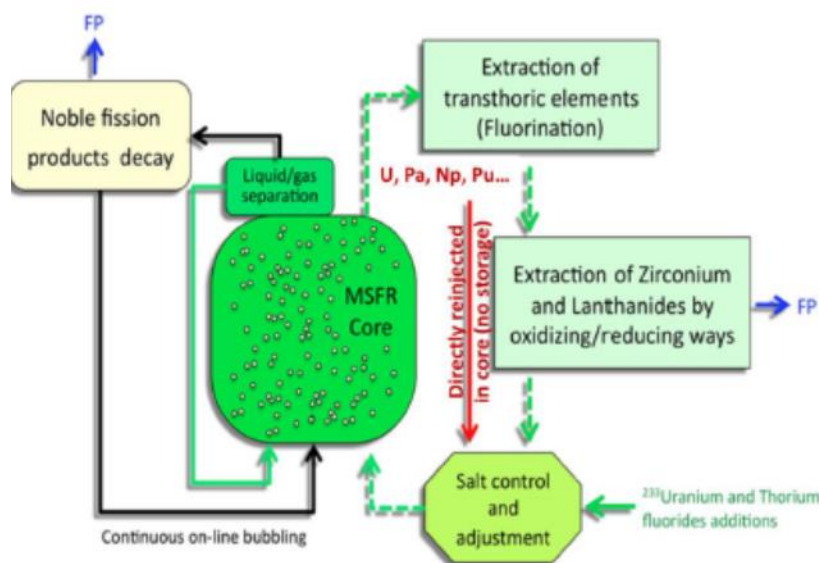 FP
Noble fission
products decay
Liquid/gas
separation
MSFR
Core
Continuous on-line bubbling
Extraction of
transthoric elements
(Fluorination)
U, Pa, Np, Pu...
Directly reinjected
in core (no storage)
Extraction of Zirconium
and Lanthanides by
oxidizing/reducing ways
FP
Salt control
and
adjustment
²³³Uranium and Thorium
fluorides additions